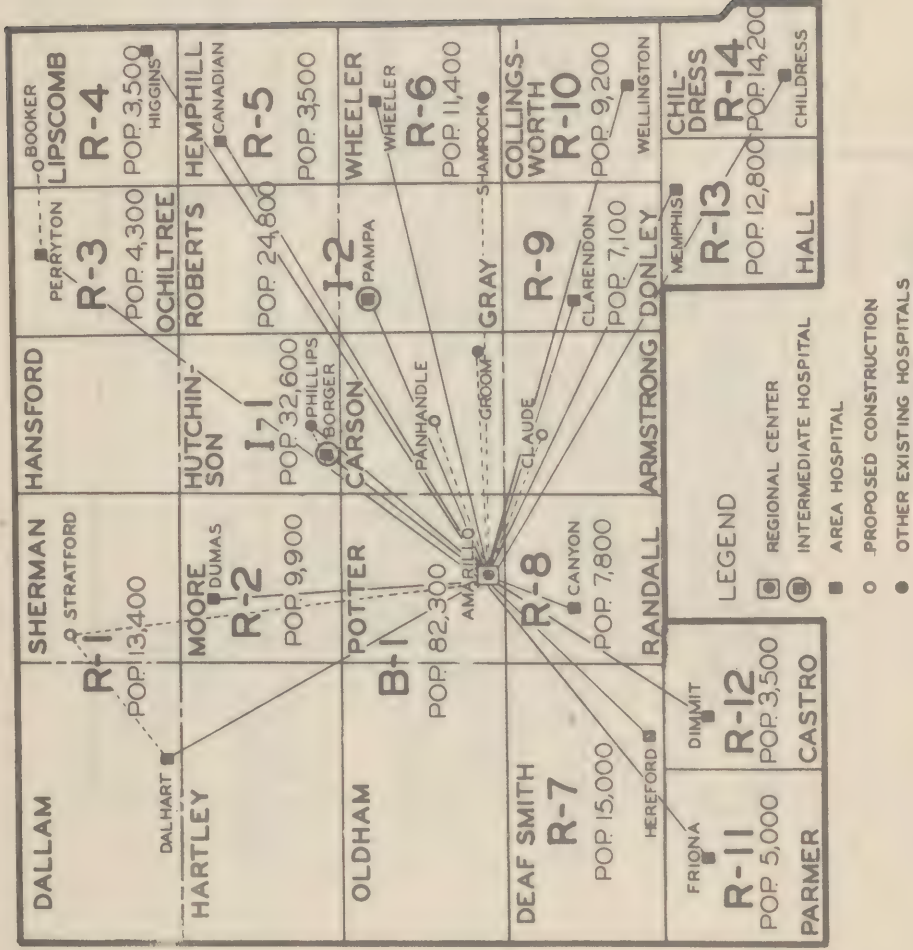 DALLAM
SHERMAN
STRATFORD
R-1
POP. 13,400
DALHART
HANSFORD
PERRYTON
R-3
POP. 4,300
OCHILTREE
BOOKER
LIPSCOMB
R-4
POP. 3,500
HIGGINS
HARTLEY
MOORE
DUMAS
R-2
POP. 9,900
HUTCHIN-
SON
I-1
POP. 32,600
PHILLIPS
BORGER
ROBERTS
POP. 24,800
HEMPHILL
CANADIAN
R-5
POP. 3,500
OLDHAM
POTTER
B-1
POP. 82,300
AMARILLO
CARSON
PANHANDLE
GROOM
I-2
PAMPA
GRAY
WHEELER
WHEELER
R-6
POP. 11,400
SHAMROCK
DEAF SMITH
R-7
POP. 15,000
HEREFORD
R-8
CANYON
POP. 7,800
RANDALL
CLAUDE
ARMSTRONG
R-9
CLARENDON
POP. 7,100
DONLEY
COLLINGS-
WORTH
R-10
POP. 9,200
WELLINGTON
FRIONA
R-11
POP. 5,000
PARMER
DIMMIT
R-12
POP. 3,500
CASTRO
MEMPHIS
R-13
POP. 12,800
HALL
CHIL-
DRESS
R-14
POP. 14,200
CHILDRESS
LEGEND
REGIONAL CENTER
INTERMEDIATE HOSPITAL
AREA HOSPITAL
PROPOSED CONSTRUCTION
OTHER EXISTING HOSPITALS